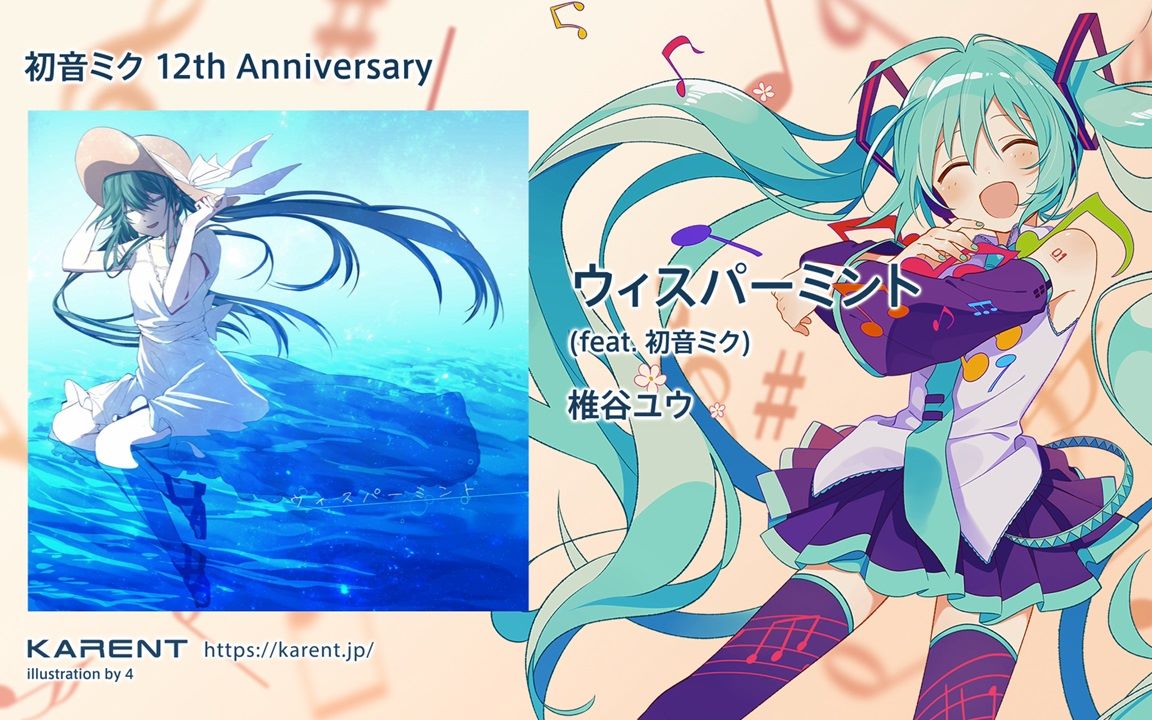 初音ミク 12th Anniversary
ウィスパーミント
ウィスパーミント
(feat. 初音ミク)
椎谷ユウ
01
KARENT https://karent.jp/
illustration by 4